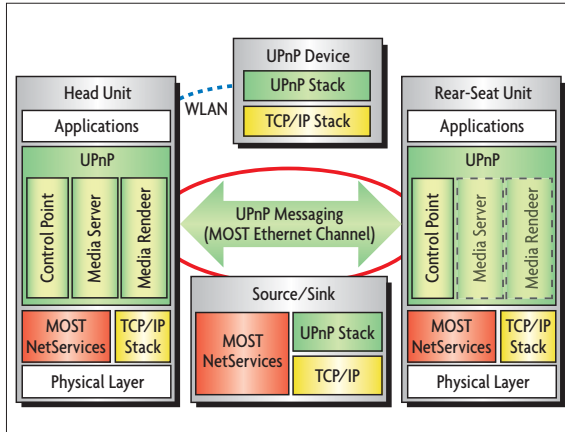 UPnP Device
UPnP Stack
TCP/IP Stack
WLAN
Head Unit
Applications
UPnP
Control Point
Media Server
Media Rendeer
MOST
NetServices
TCP/IP
Stack
Physical Layer
UPnP Messaging
(MOST Ethernet Channel)
Source/Sink
MOST
NetServices
UPnP Stack
TCP/IP
Rear-Seat Unit
Applications
UPnP
Control Point
Media Server
Media Rendeer
MOST
NetServices
TCP/IP
Stack
Physical Layer